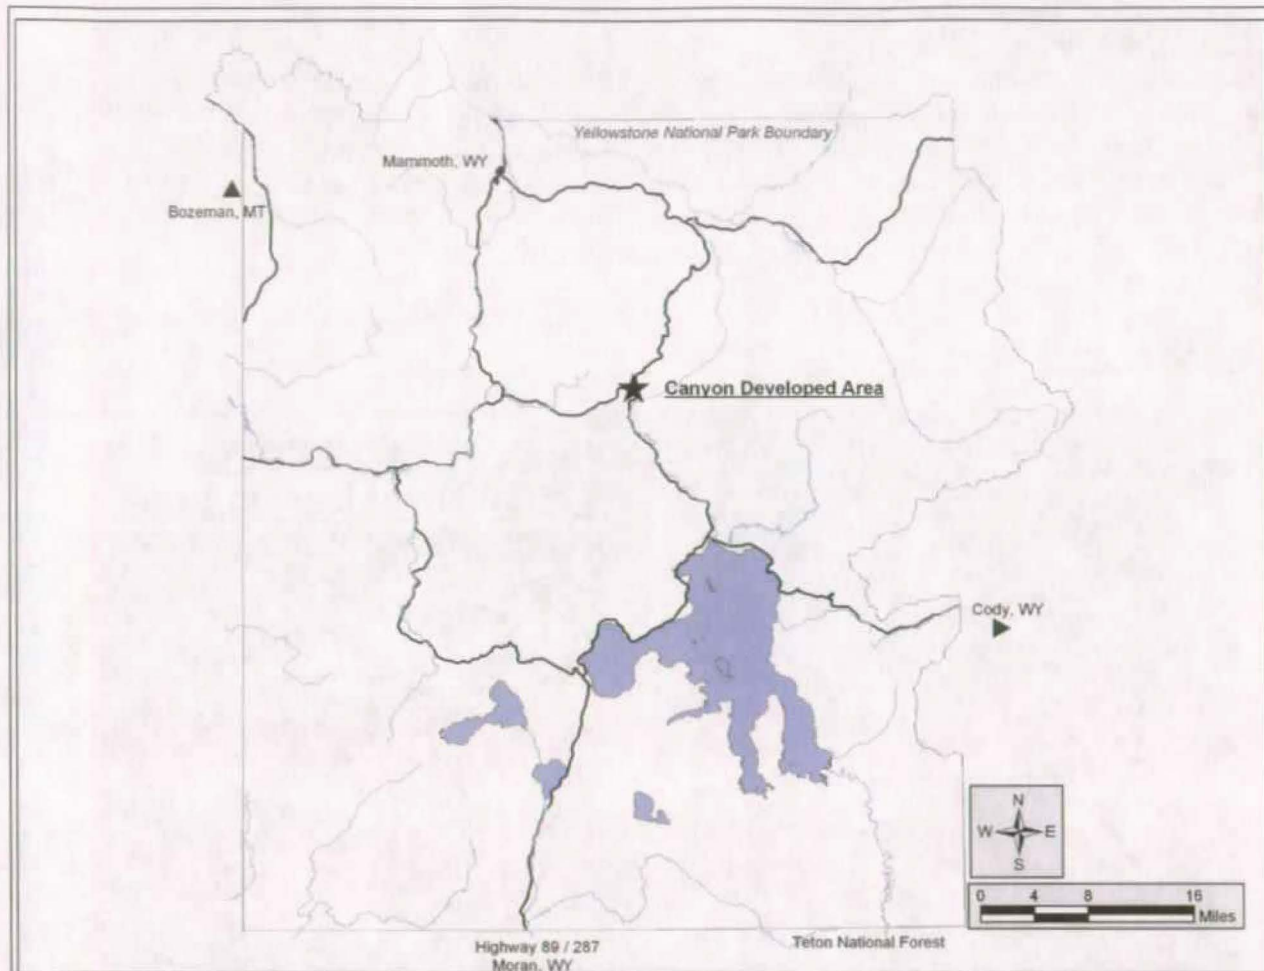 Yellowstone National Park Boundary
Mammoth, WY
Bozeman, MT
Canyon Developed Area
Cody, WY
N
W E
S
0 4 8 16
Miles
Highway 89 / 287
Moran, WY
Teton National Forest